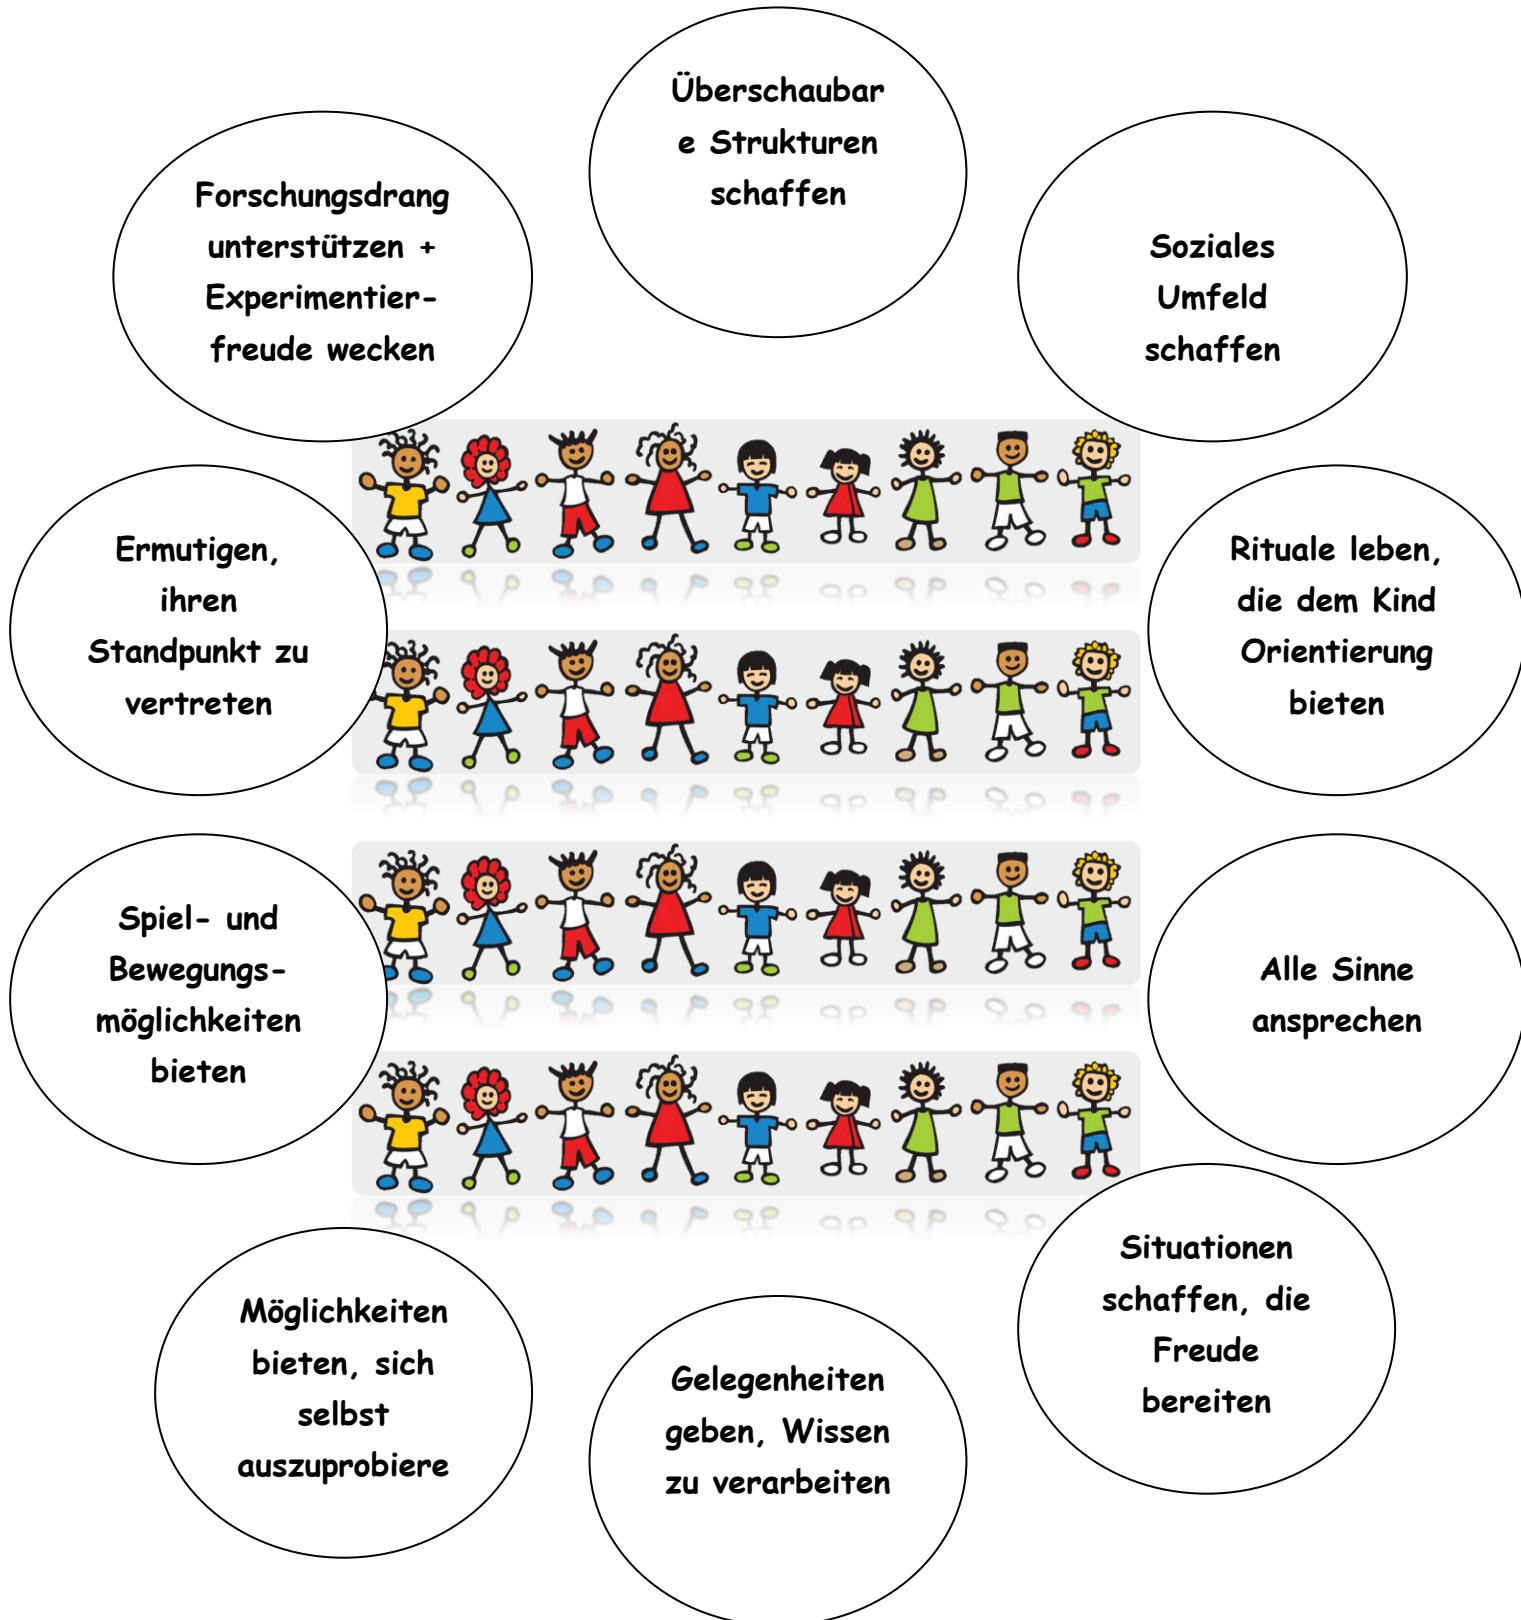 Überschaubar
e Strukturen
schaffen
Forschungsdrang
unterstützen +
Experimentier-
freude wecken
Soziales
Umfeld
schaffen
Ermutigen,
ihren
Standpunkt zu
vertreten
Rituale leben,
die dem Kind
Orientierung
bieten
Spiel- und
Bewegungs-
möglichkeiten
bieten
Alle Sinne
ansprechen
Möglichkeiten
bieten, sich
selbst
auszuprobiere
Gelegenheiten
geben, Wissen
zu verarbeiten
Situationen
schaffen, die
Freude
bereiten